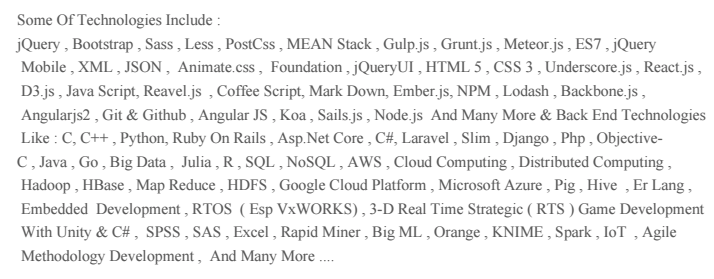 Some Of Technologies Include :
jQuery , Bootstrap , Sass , Less , PostCss , MEAN Stack , Gulp.js , Grunt.js , Meteor.js , ES7 , jQuery
Mobile , XML , JSON ,  Animate.css ,  Foundation , jQueryUI , HTML 5 , CSS 3 , Underscore.js , React.js ,
D3.js , Java Script, Reavel.js  , Coffee Script, Mark Down, Ember.js, NPM , Lodash , Backbone.js ,
Angularjs2 , Git & Github , Angular JS , Koa , Sails.js , Node.js  And Many More & Back End Technologies
Like : C, C++ , Python, Ruby On Rails , Asp.Net Core , C#, Laravel , Slim , Django , Php , Objective-
C , Java , Go , Big Data ,  Julia , R , SQL , NoSQL , AWS , Cloud Computing , Distributed Computing ,
Hadoop , HBase , Map Reduce , HDFS , Google Cloud Platform , Microsoft Azure , Pig , Hive  , Er Lang ,
Embedded  Development , RTOS  ( Esp VxWORKS) , 3-D Real Time Strategic ( RTS ) Game Development
With Unity & C# ,  SPSS , SAS , Excel , Rapid Miner , Big ML , Orange , KNIME , Spark , IoT  , Agile
Methodology Development ,  And Many More ....